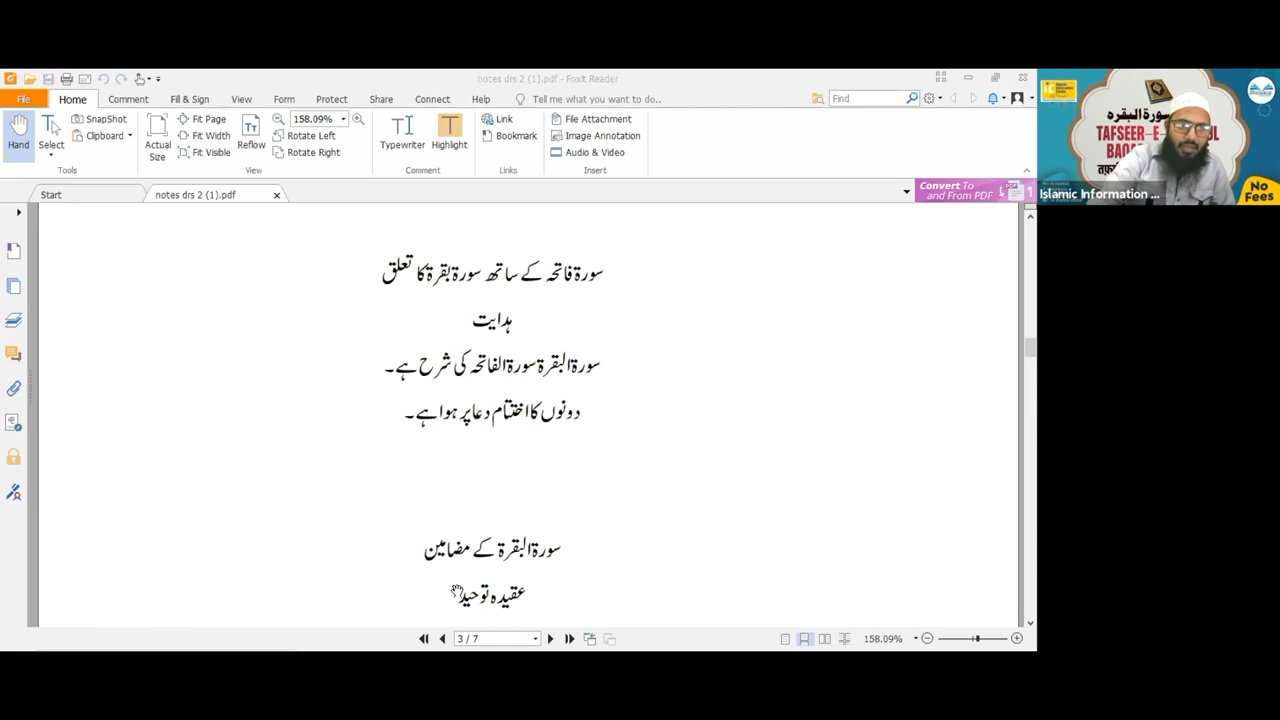 notes drs 2 (1).pdf - Foxit Reader
File Home Comment Fill & Sign View Form Protect Share Connect Help Tell me what you want to do.. Find
Hand
Select
SnapShot
Clipboard
Actual Size
Fit Page
Fit Width
Fit Visible
Reflow
158.09%
Rotate Left
Rotate Right
Typewriter
Highlight
Link
Bookmark
File Attachment
Image Annotation
Audio & Video
Tools View Comment Links Insert
Start
notes drs 2 (1).pdf
Convert To
and From PDF
PDF
سورۃ فاتحہ کے ساتھ سورۃ بقرۃ کا تعلق
ہدایت
سورۃ البقرۃ سورۃ الفاتحہ کی شرح ہے۔
دونوں کا اختتام دعا پر ہوا ہے۔
سورۃ البقرۃ کے مضامین
عقیدہ توحید
3 / 7
158.09%
سورة البقره
TAFSEER-E-
BAQA
Islamic Information ...
No
Fees